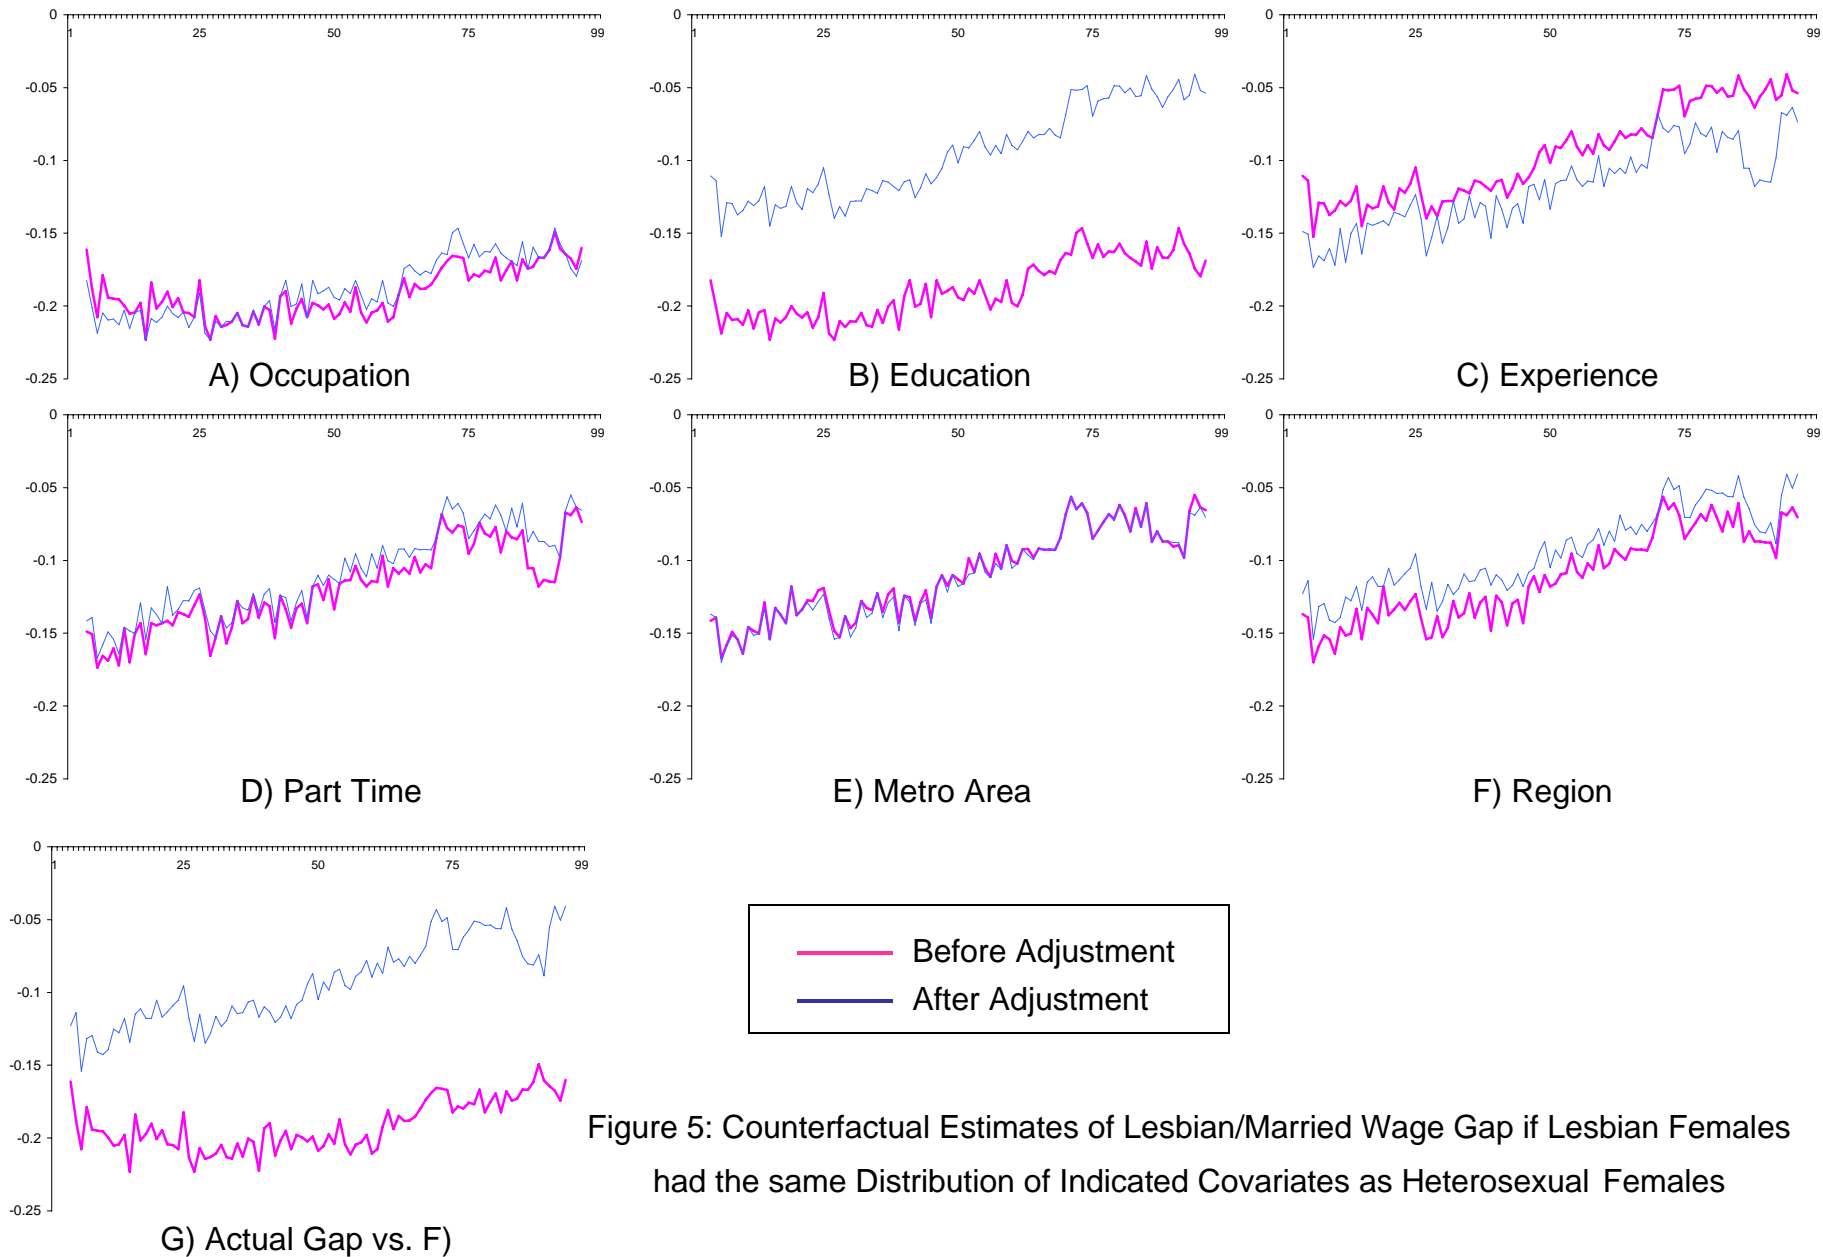 0
1 25 50 75 99
-0.05
-0.1
-0.15
-0.2
-0.25
A) Occupation
0
1 25 50 75 99
-0.05
-0.1
-0.15
-0.2
-0.25
B) Education
0
1 25 50 75 99
-0.05
-0.1
-0.15
-0.2
-0.25
C) Experience
0
1 25 50 75 99
-0.05
-0.1
-0.15
-0.2
-0.25
D) Part Time
0
1 25 50 75 99
-0.05
-0.1
-0.15
-0.2
-0.25
E) Metro Area
0
1 25 50 75 99
-0.05
-0.1
-0.15
-0.2
-0.25
F) Region
0
1 25 50 75 99
-0.05
-0.1
-0.15
-0.2
-0.25
G) Actual Gap vs. F)
Before Adjustment
After Adjustment
Figure 5: Counterfactual Estimates of Lesbian/Married Wage Gap if Lesbian Females
had the same Distribution of Indicated Covariates as Heterosexual Females